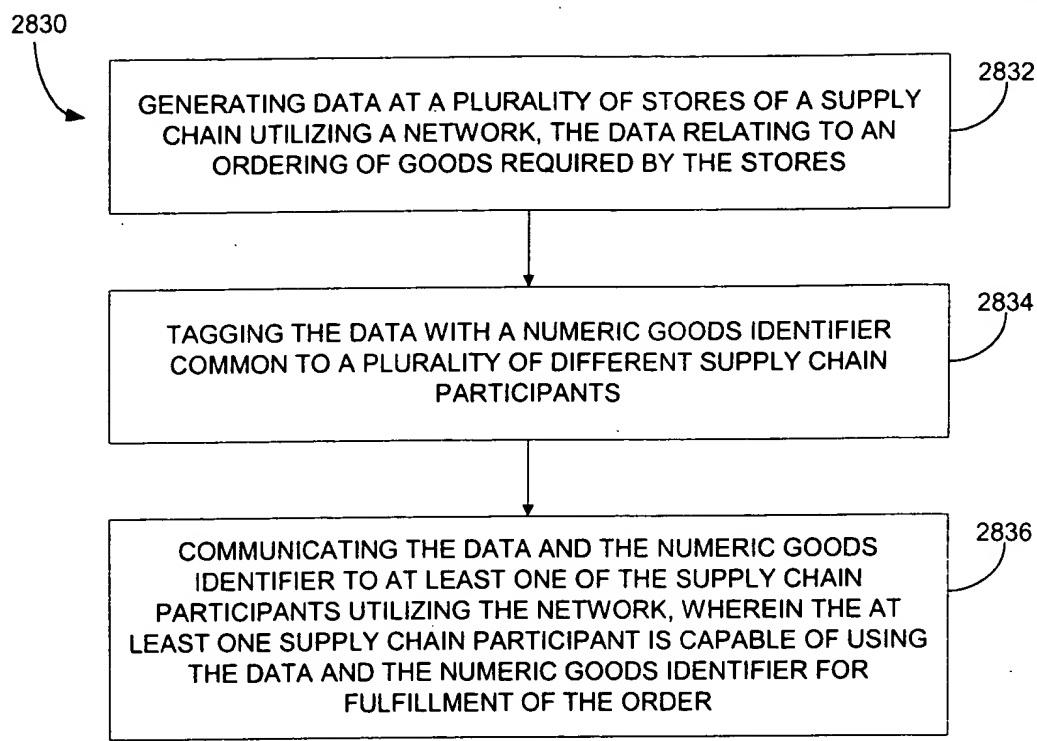 2830
2832
GENERATING DATA AT A PLURALITY OF STORES OF A SUPPLY
CHAIN UTILIZING A NETWORK, THE DATA RELATING TO AN
ORDERING OF GOODS REQUIRED BY THE STORES
2834
TAGGING THE DATA WITH A NUMERIC GOODS IDENTIFIER
COMMON TO A PLURALITY OF DIFFERENT SUPPLY CHAIN
PARTICIPANTS
2836
COMMUNICATING THE DATA AND THE NUMERIC GOODS
IDENTIFIER TO AT LEAST ONE OF THE SUPPLY CHAIN
PARTICIPANTS UTILIZING THE NETWORK, WHEREIN THE AT
LEAST ONE SUPPLY CHAIN PARTICIPANT IS CAPABLE OF USING
THE DATA AND THE NUMERIC GOODS IDENTIFIER FOR
FULFILLMENT OF THE ORDER